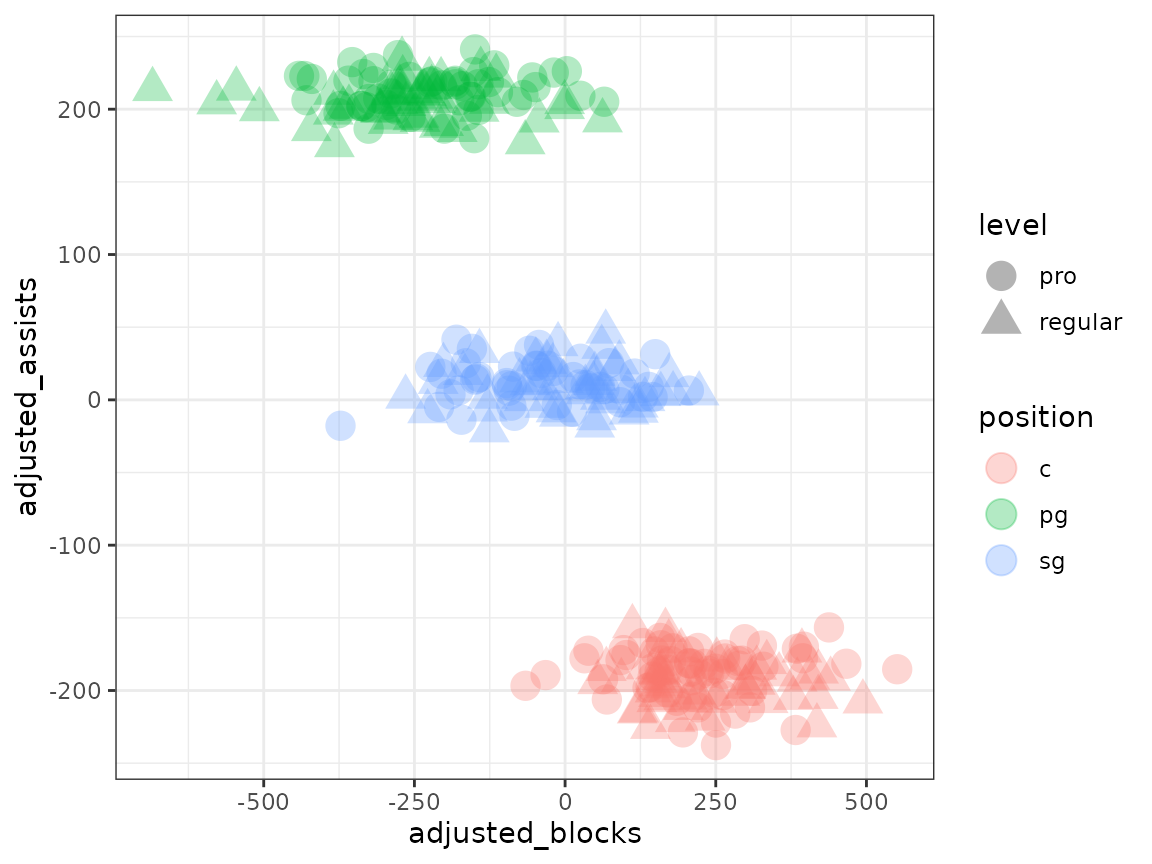 200
100
0
-100
-200
adjusted_assists
-500
-250
0
250
500
adjusted_blocks
level
pro
regular
position
c
pg
sg